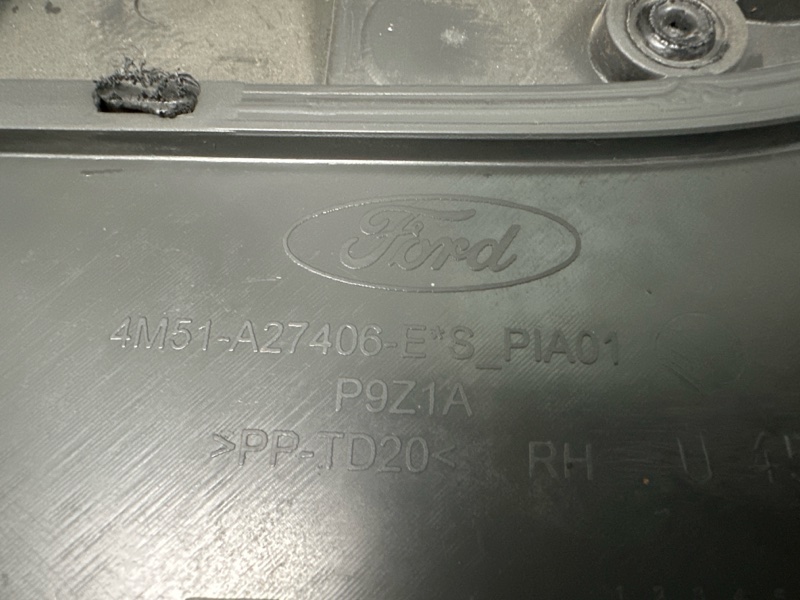 Ford
4M51-A27406-E*S_PIA01
P9Z1A
>PP-TD20< RH U